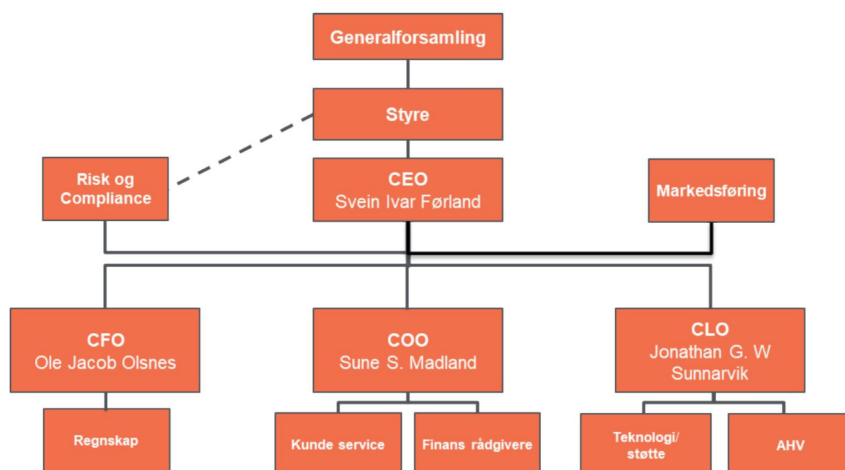 Generalforsamling
Styre
Risk og
Compliance
CEO
Svein Ivar Førland
Markedsføring
CFO
Ole Jacob Olsnes
COO
Sune S. Madland
CLO
Jonathan G. W
Sunnarvik
Regnskap
Kunde service
Finans rådgivere
Teknologi/
støtte
AHV